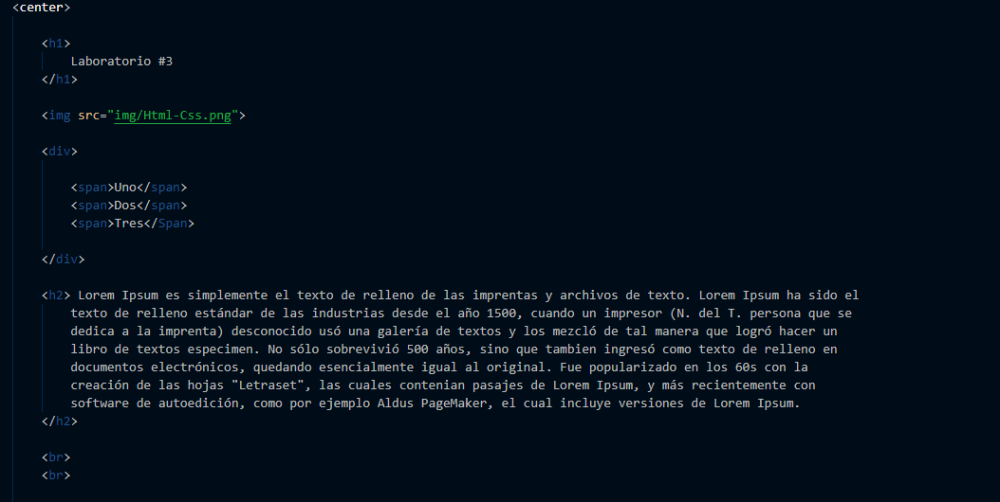 <center>
<h1>
Laboratorio #3
</h1>
<img src="img/Html-Css.png">
<div>
<span>Uno</span>
<span>Dos</span>
<span>Tres</Span>
</div>
<h2> Lorem Ipsum es simplemente el texto de relleno de las imprentas y archivos de texto. Lorem Ipsum ha sido el
texto de relleno estándar de las industrias desde el año 1500, cuando un impresor (N. del T. persona que se
dedica a la imprenta) desconocido usó una galería de textos y los mezcló de tal manera que logró hacer un
libro de textos especimen. No sólo sobrevivió 500 años, sino que tambien ingresó como texto de relleno en
documentos electrónicos, quedando esencialmente igual al original. Fue popularizado en los 60s con la
creación de las hojas "Letraset", las cuales contenian pasajes de Lorem Ipsum, y más recientemente con
software de autoedición, como por ejemplo Aldus PageMaker, el cual incluye versiones de Lorem Ipsum.
</h2>
<br>
<br>